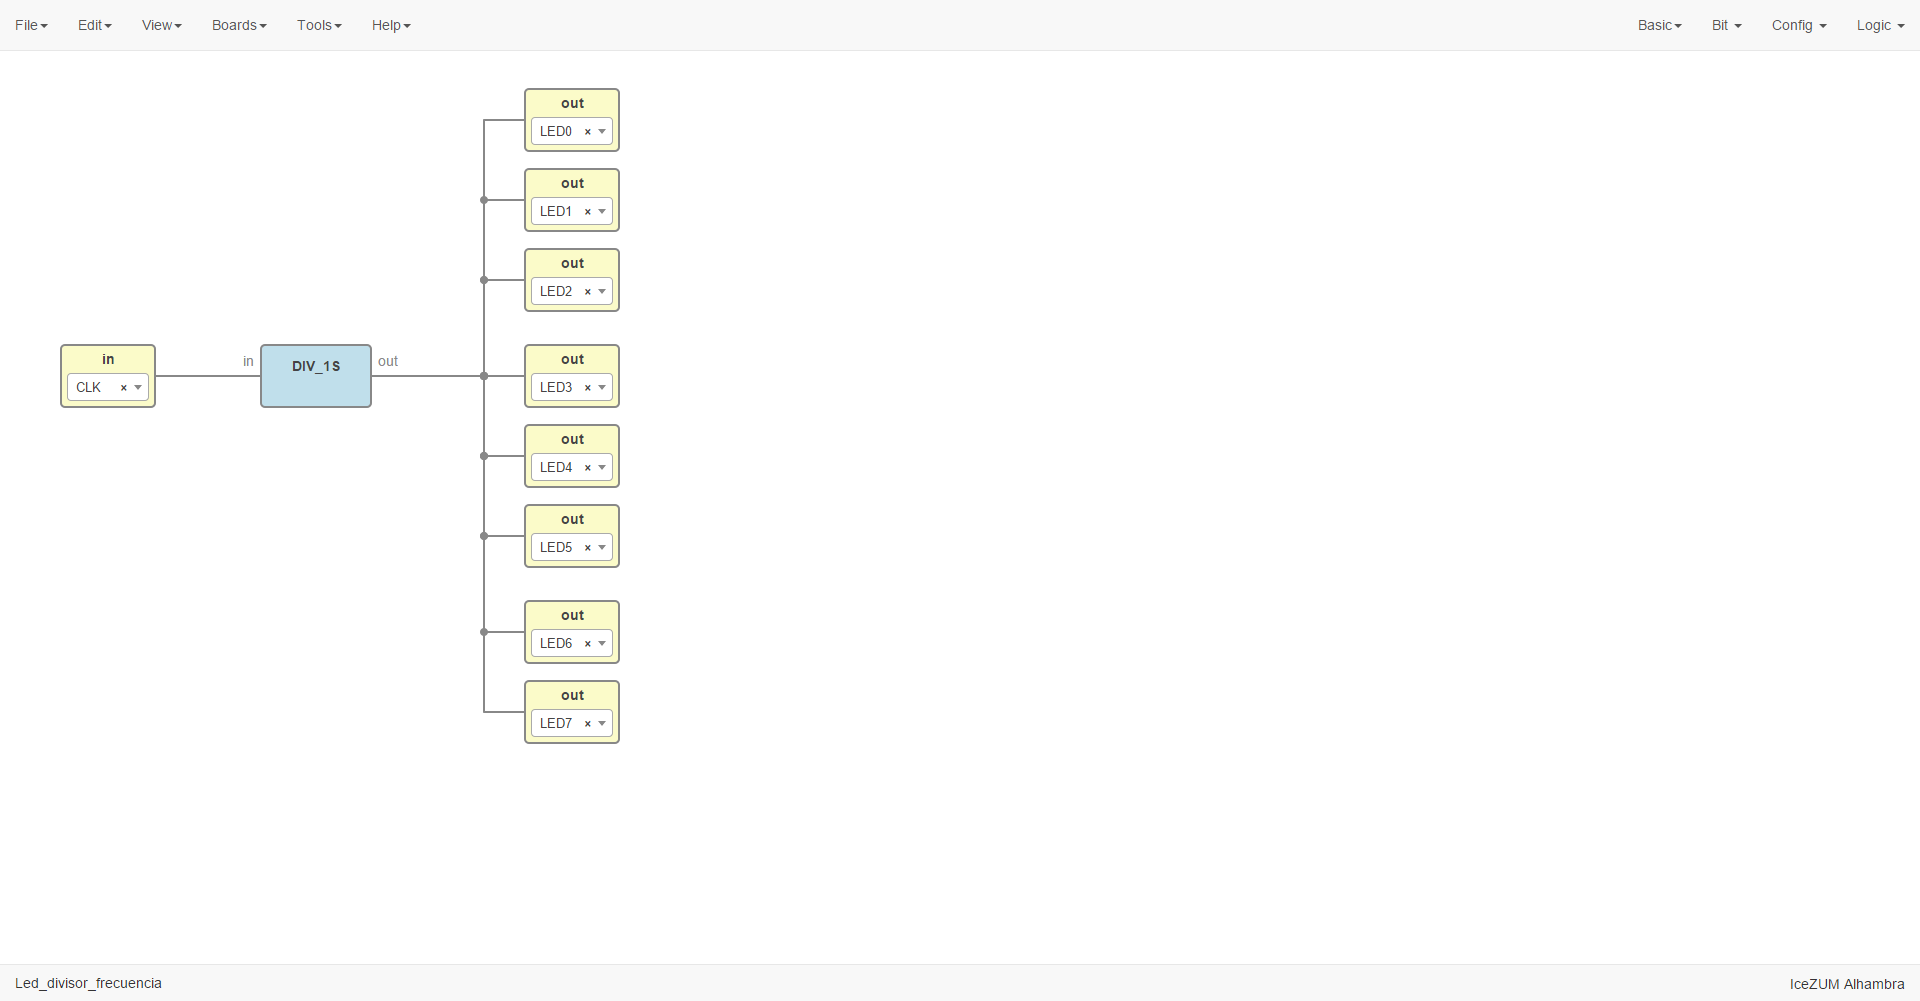 File Edit View Boards Tools Help Basic Bit Config Logic
out
LED0 ×
out
LED1 ×
out
LED2 ×
in
CLK ×
in
DIV_1S
out
out
LED3 ×
out
LED4 ×
out
LED5 ×
out
LED6 ×
out
LED7 ×
Led_divisor_frecuencia
IceZUM Alhambra